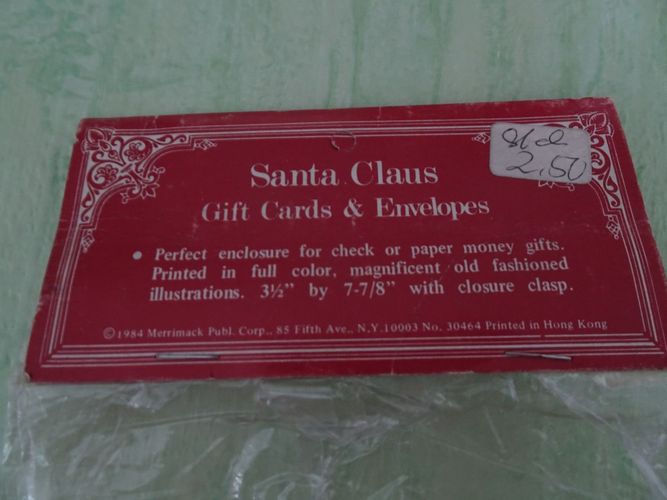 Santa Claus
Gift Cards & Envelopes
• Perfect enclosure for check or paper money gifts.
Printed in full color, magnificent old fashioned
illustrations. 3½” by 7-7/8” with closure clasp.
©1984 Merrimack Publ. Corp., 85 Fifth Ave., N.Y.10003 No. 30464 Printed in Hong Kong
2,50